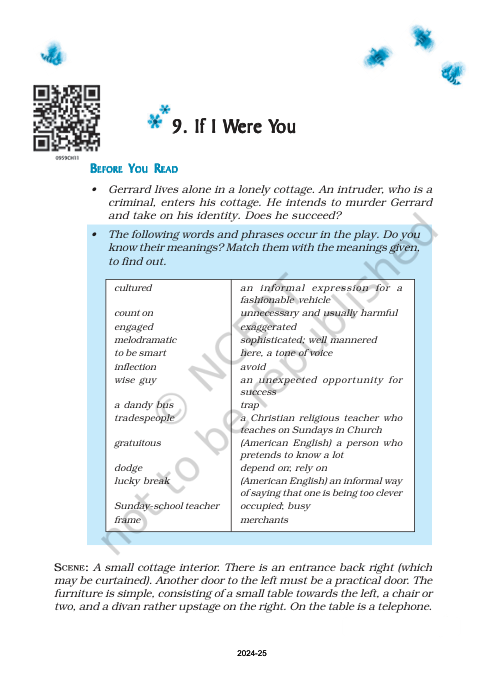 0959CH11
9. If I Were You
BEFORE YOU READ
• Gerrard lives alone in a lonely cottage. An intruder, who is a
criminal, enters his cottage. He intends to murder Gerrard
and take on his identity. Does he succeed?
• The following words and phrases occur in the play. Do you
know their meanings? Match them with the meanings given,
to find out.
cultured an informal expression for a
fashionable vehicle
count on unnecessary and usually harmful
engaged exaggerated
melodramatic sophisticated; well mannered
to be smart here, a tone of voice
inflection avoid
wise guy an unexpected opportunity for
success
a dandy bus trap
tradespeople a Christian religious teacher who
teaches on Sundays in Church
gratuitous (American English) a person who
pretends to know a lot
dodge depend on; rely on
lucky break (American English) an informal way
of saying that one is being too clever
Sunday-school teacher occupied; busy
frame merchants
SCENE: A small cottage interior. There is an entrance back right (which
may be curtained). Another door to the left must be a practical door. The
furniture is simple, consisting of a small table towards the left, a chair or
two, and a divan rather upstage on the right. On the table is a telephone.
© NCERT
not to be republished
2024-25